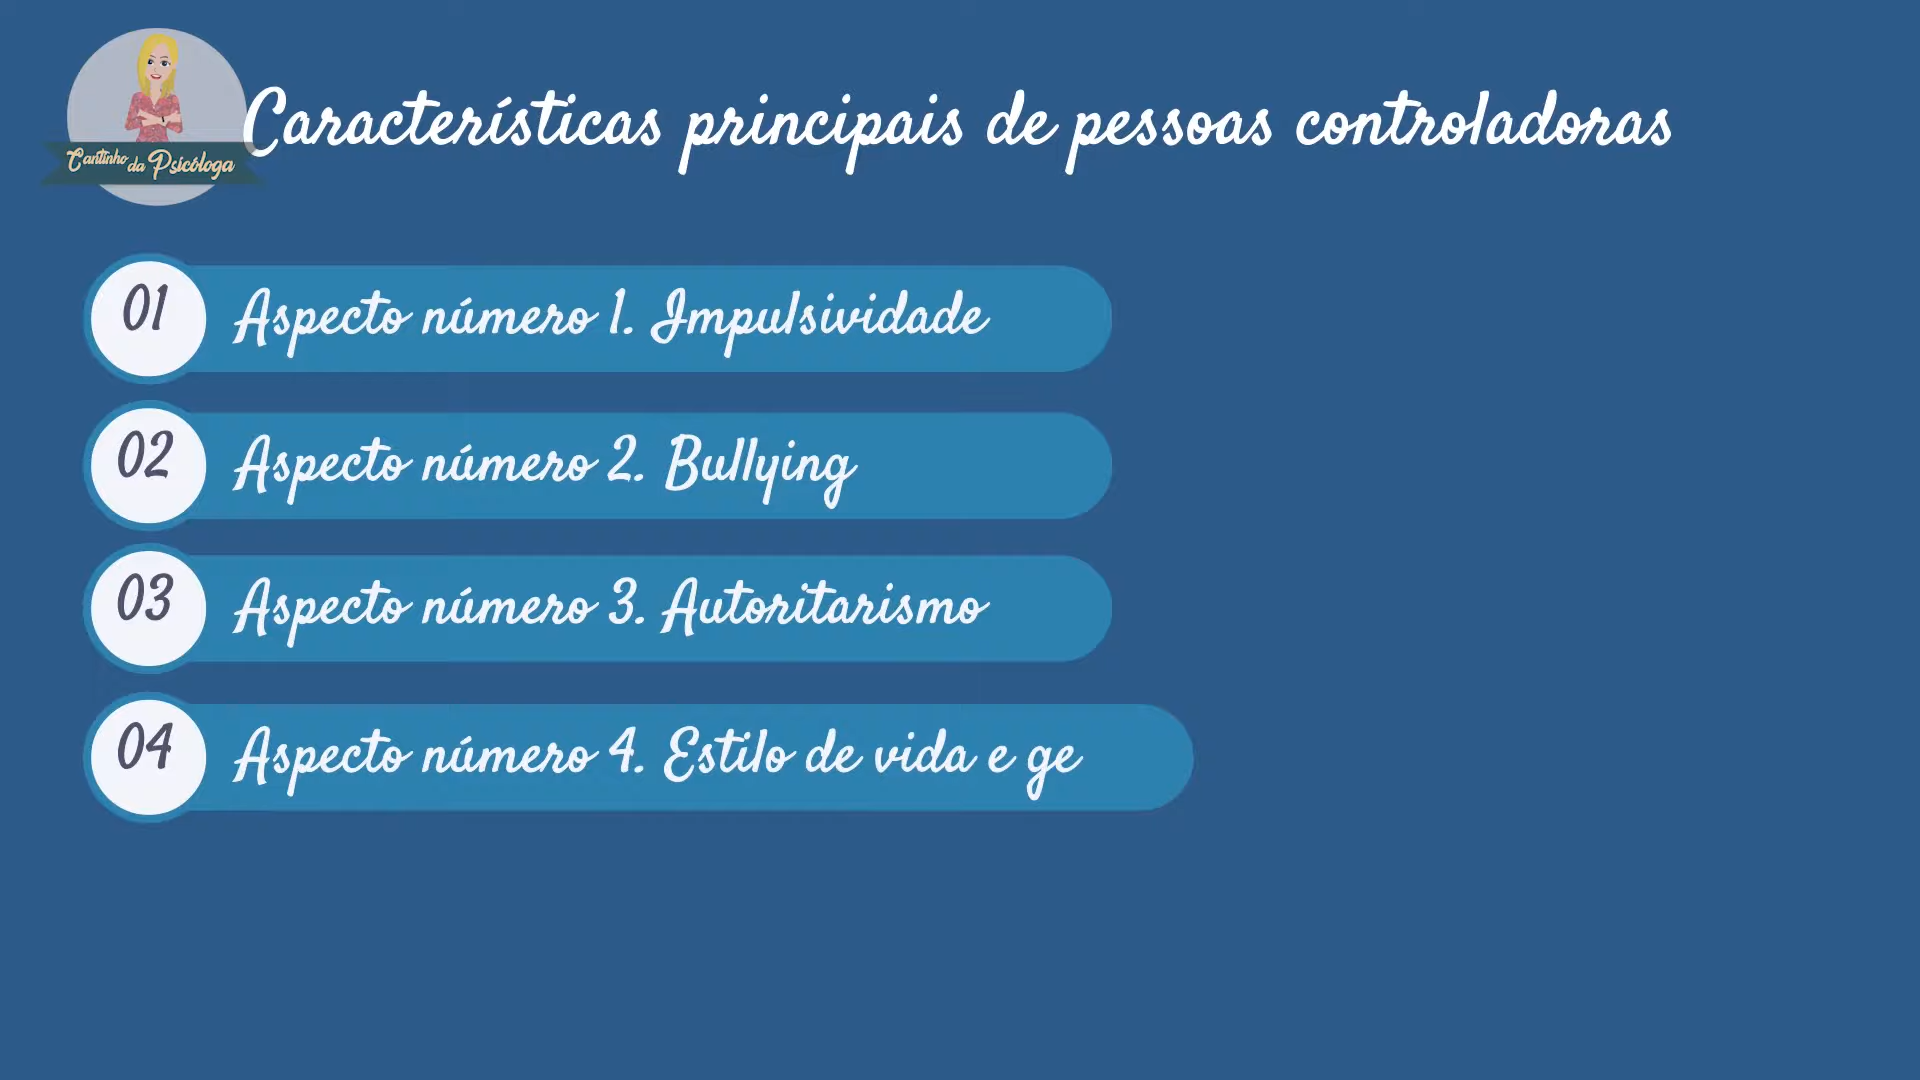 Cantinho da Psicóloga
Características principais de pessoas controladoras
01 Aspecto número 1. Impulsividade
02 Aspecto número 2. Bullying
03 Aspecto número 3. Autoritarismo
04 Aspecto número 4. Estilo de vida e ge